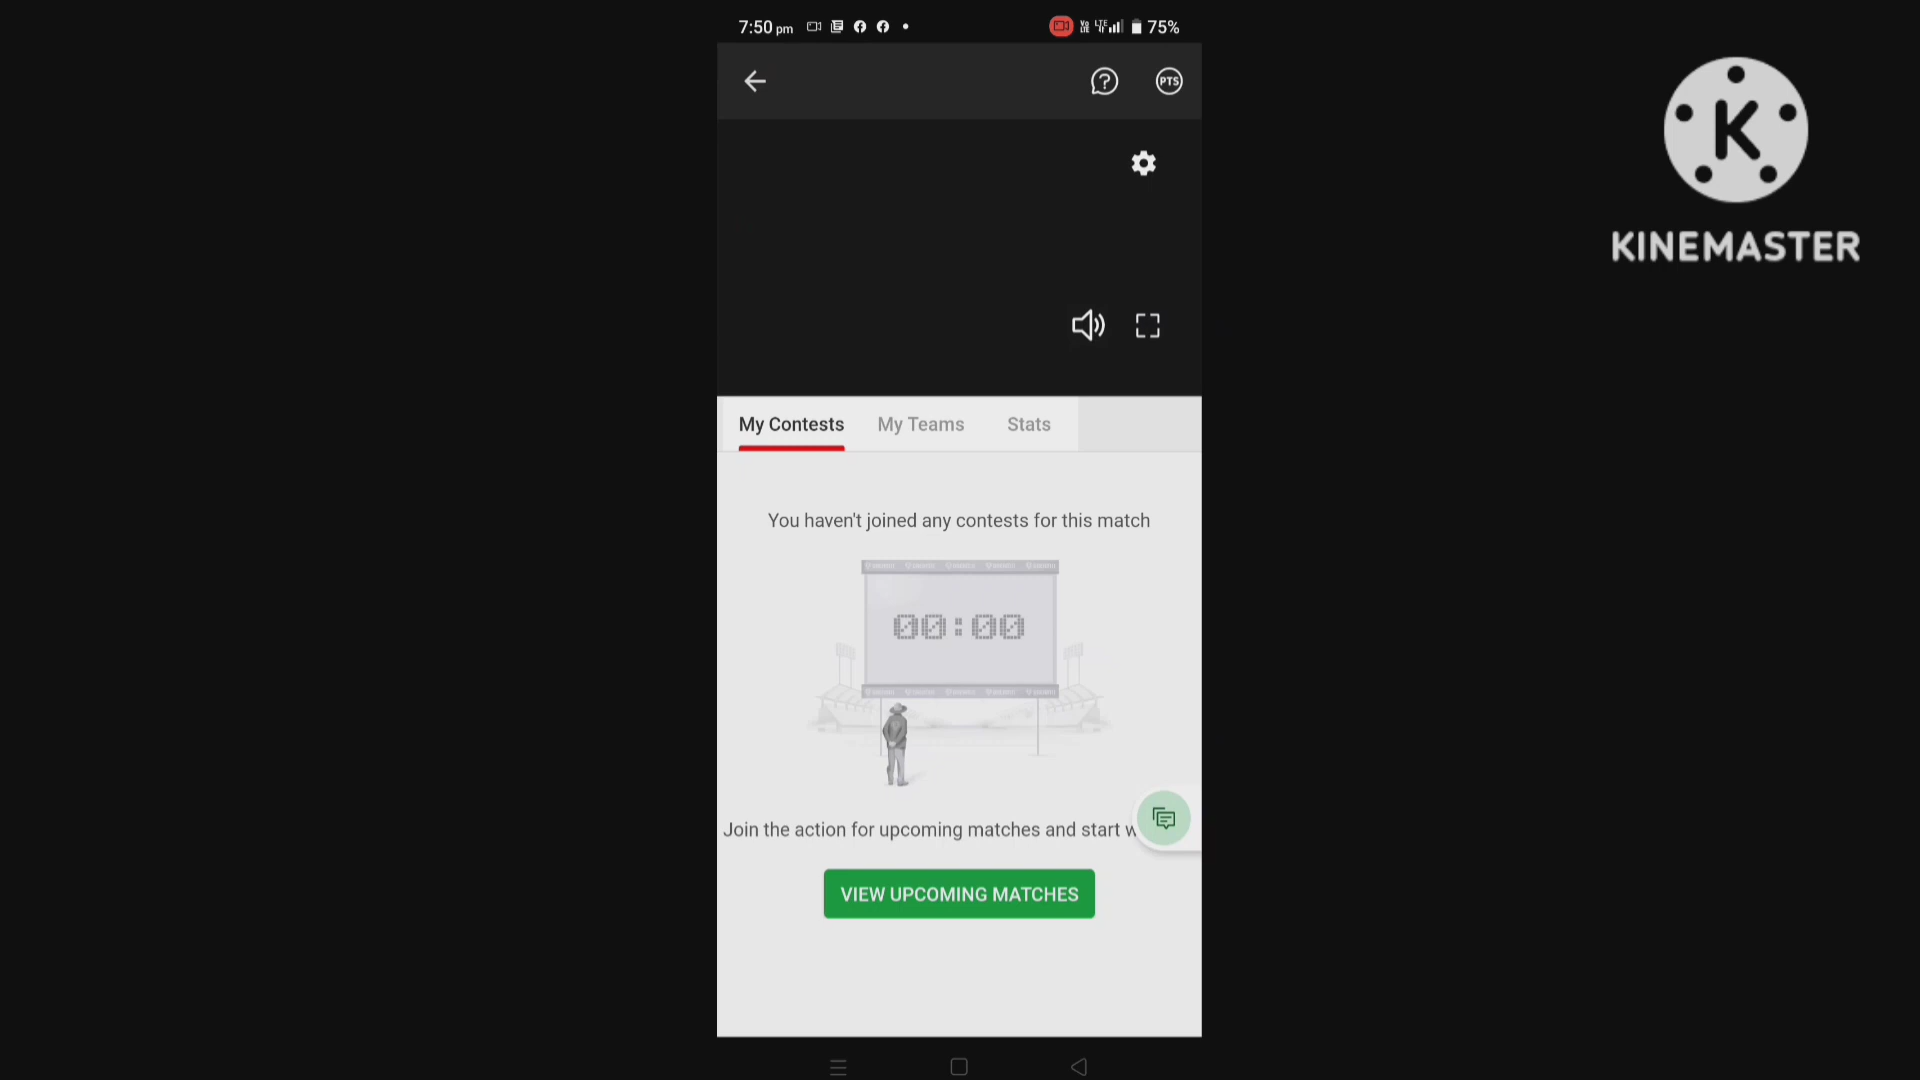 7:50 pm
75%
PTS
K
KINEMASTER
My Contests
My Teams
Stats
You haven't joined any contests for this match
00:00
Join the action for upcoming matches and start
VIEW UPCOMING MATCHES